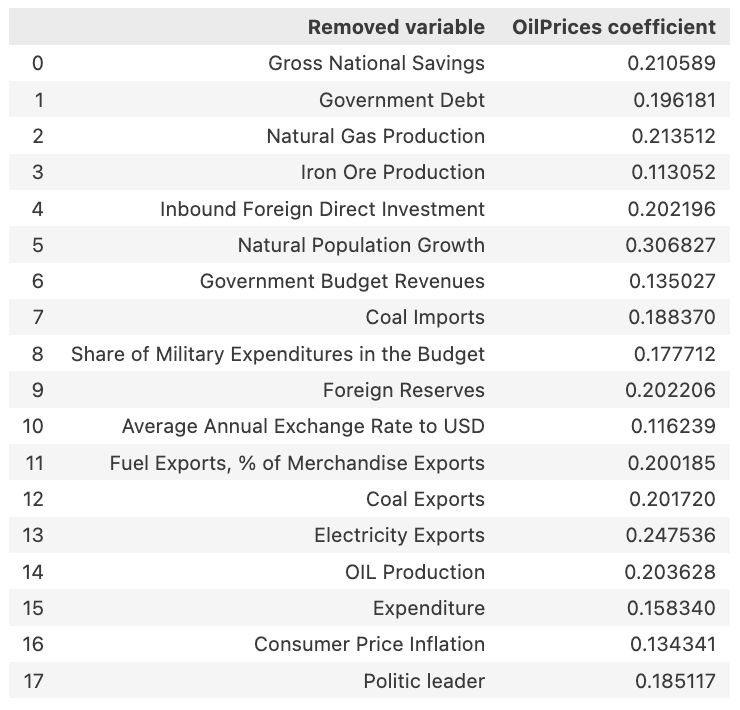 Removed variable OilPrices coefficient
0 Gross National Savings 0.210589
1 Government Debt 0.196181
2 Natural Gas Production 0.213512
3 Iron Ore Production 0.113052
4 Inbound Foreign Direct Investment 0.202196
5 Natural Population Growth 0.306827
6 Government Budget Revenues 0.135027
7 Coal Imports 0.188370
8 Share of Military Expenditures in the Budget 0.177712
9 Foreign Reserves 0.202206
10 Average Annual Exchange Rate to USD 0.116239
11 Fuel Exports, % of Merchandise Exports 0.200185
12 Coal Exports 0.201720
13 Electricity Exports 0.247536
14 OIL Production 0.203628
15 Expenditure 0.158340
16 Consumer Price Inflation 0.134341
17 Politic leader 0.185117